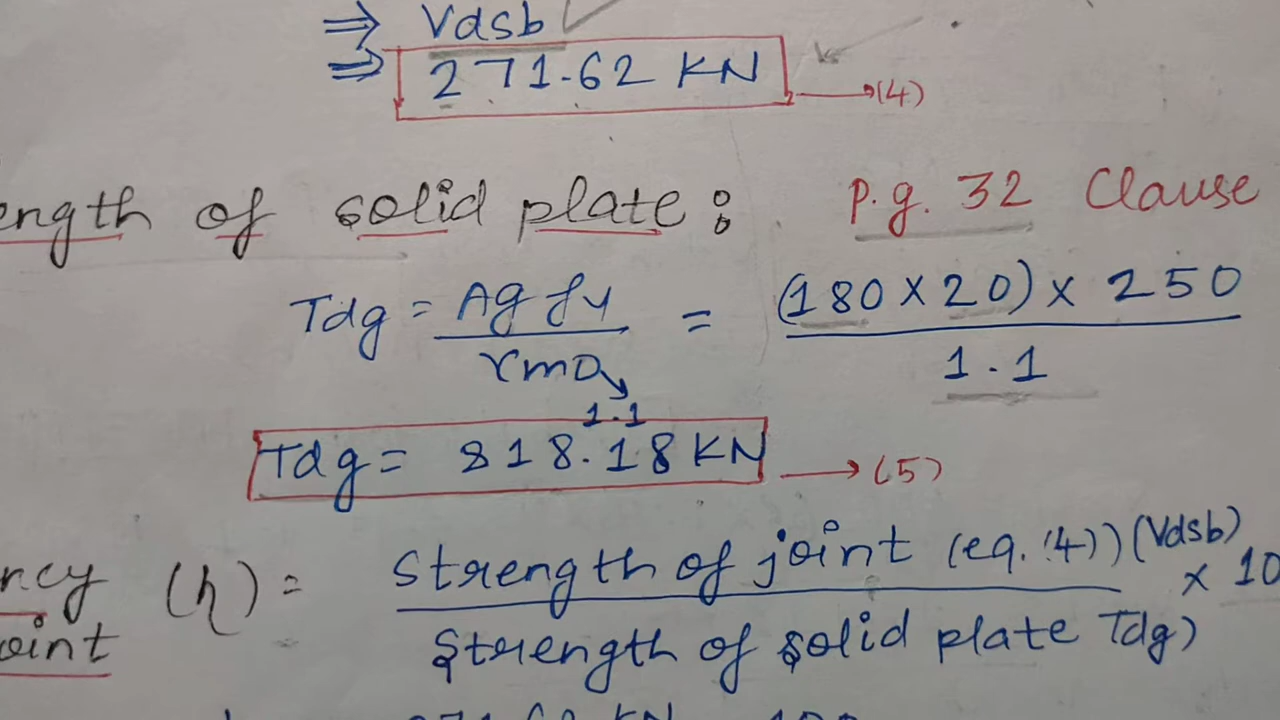 ⇒ Vdsb
⇒ 271.62 KN → (4)
ength of solid plate : P.g. 32 Clause
Tdg = Ag fy / γm0 = (180 × 20) × 250 / 1.1
1.1
Tdg = 818.18 KN → (5)
ncy (η) = Strength of joint (eq. (4)) (Vdsb) × 10
oint Strength of solid plate Tdg)